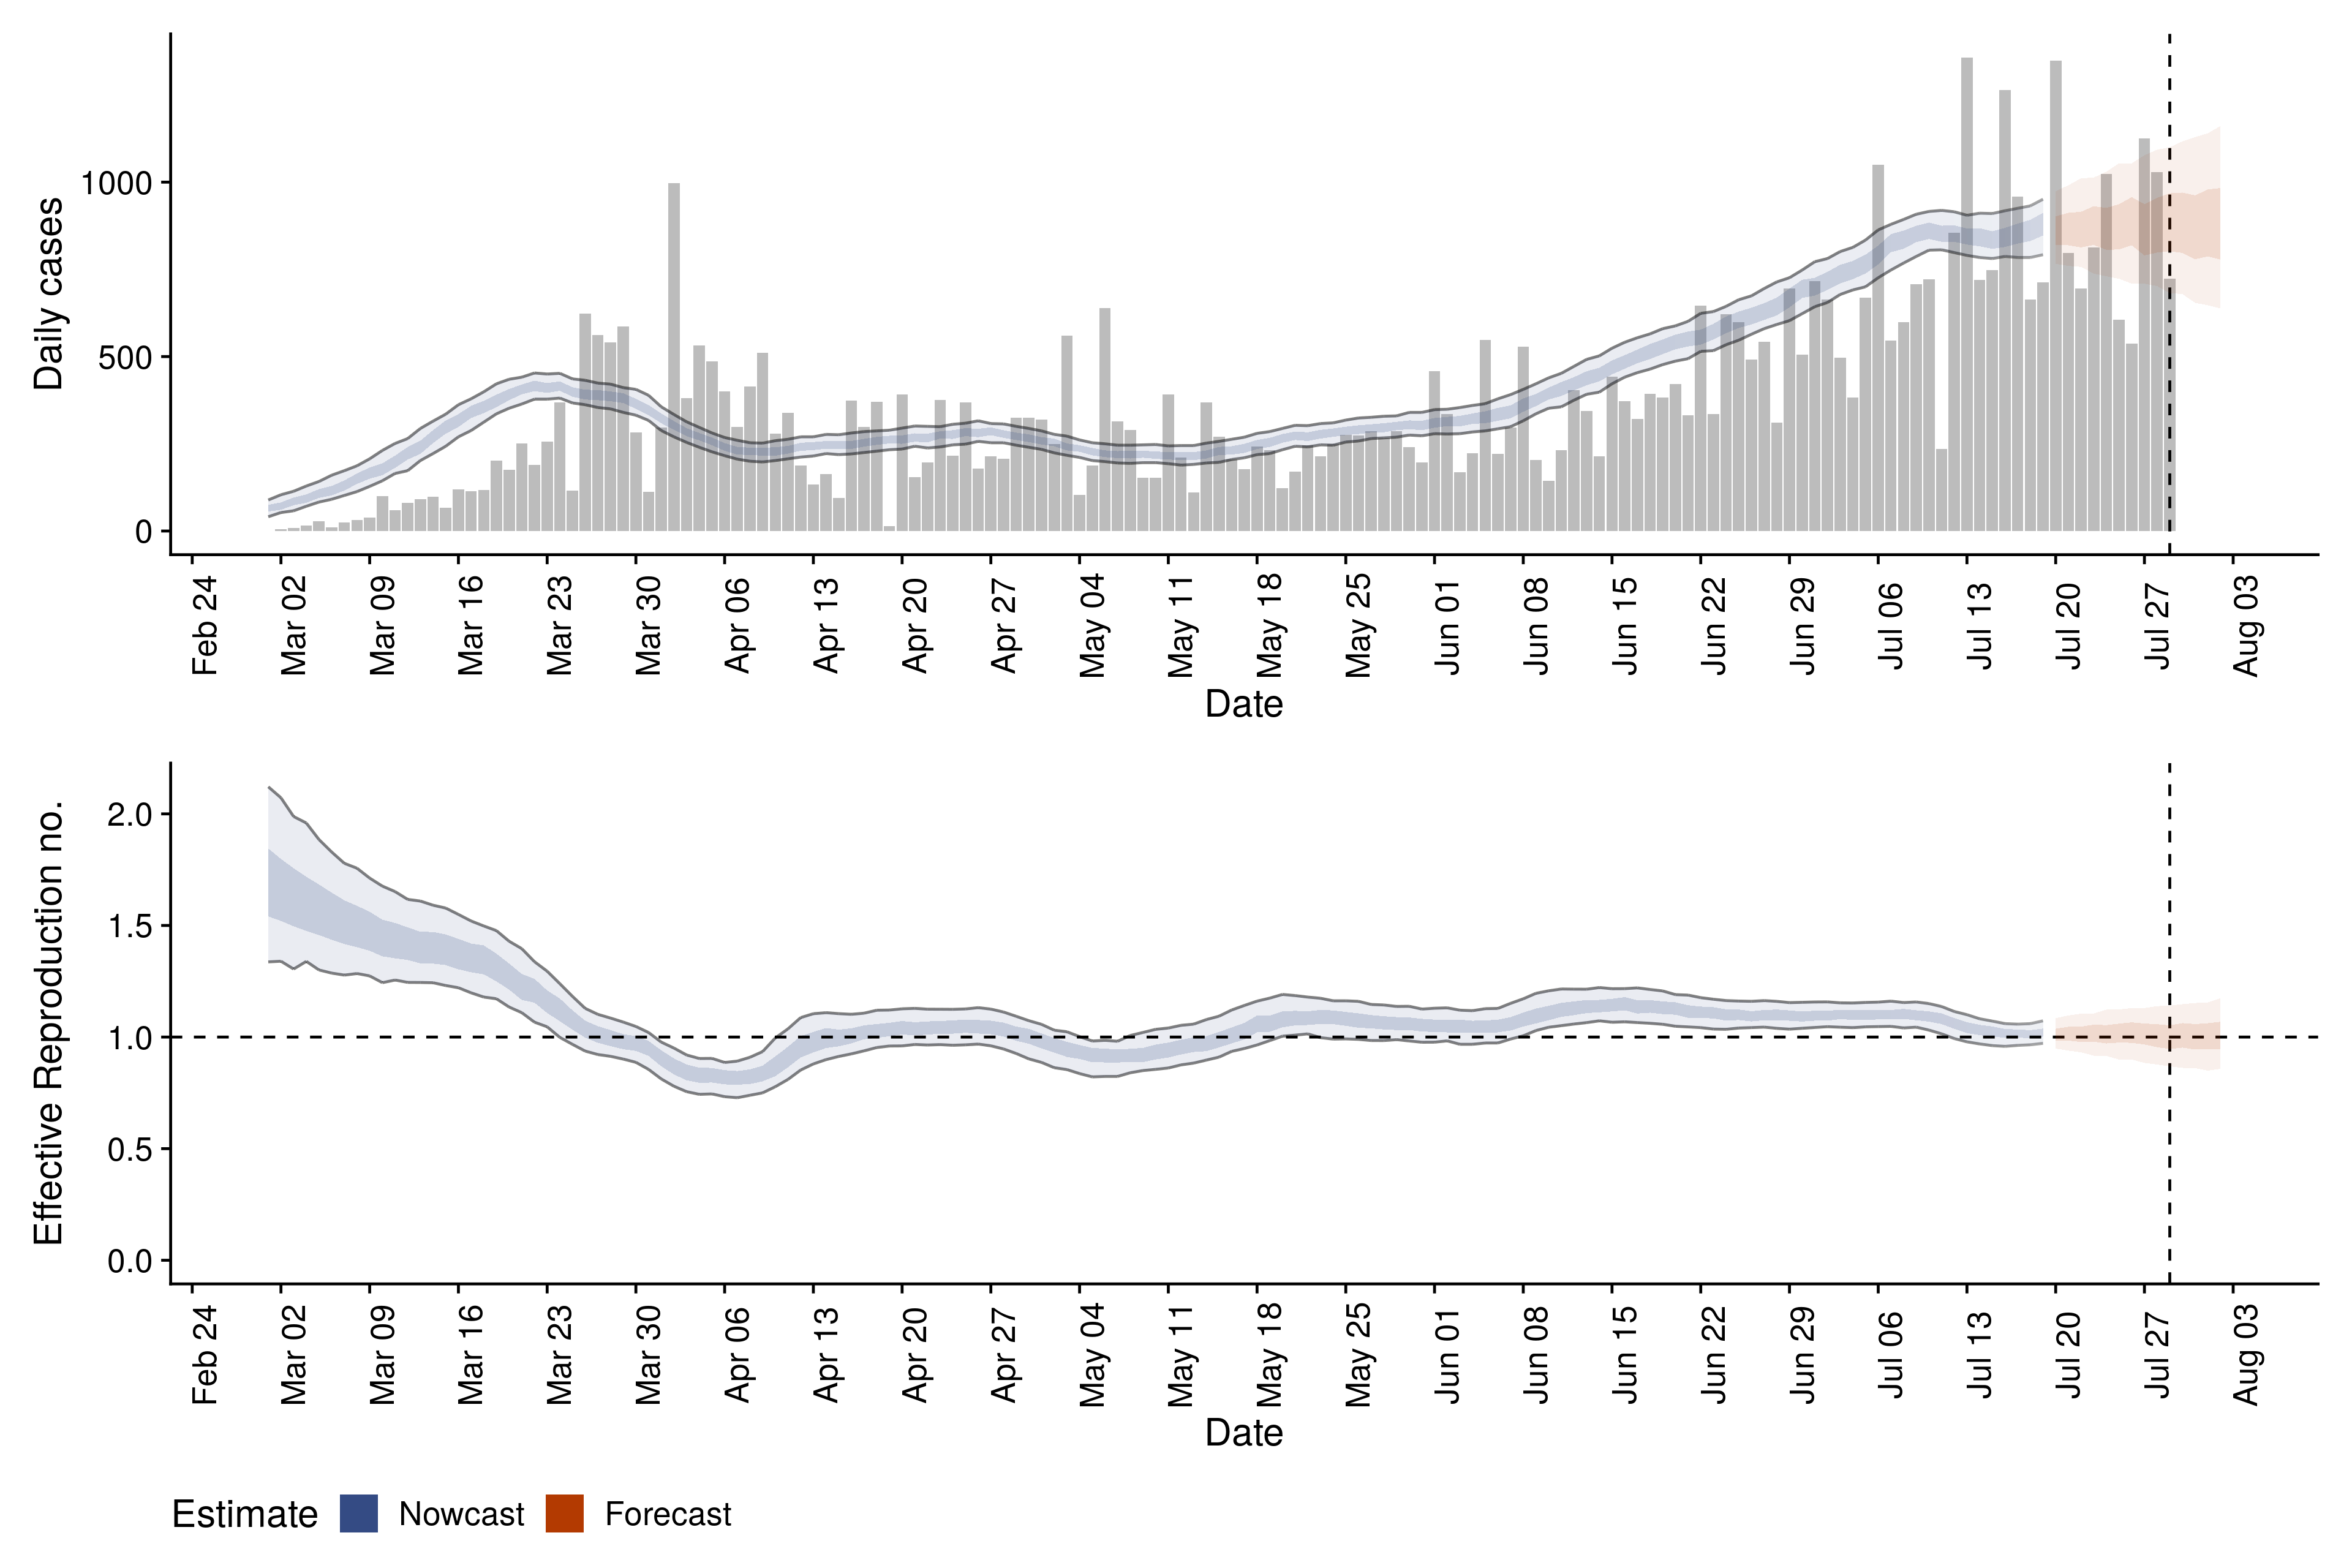 Daily cases
1000
500
0
Feb 24
Mar 02
Mar 09
Mar 16
Mar 23
Mar 30
Apr 06
Apr 13
Apr 20
Apr 27
May 04
May 11
May 18
May 25
Jun 01
Jun 08
Jun 15
Jun 22
Jun 29
Jul 06
Jul 13
Jul 20
Jul 27
Aug 03
Date
Effective Reproduction no.
2.0
1.5
1.0
0.5
0.0
Feb 24
Mar 02
Mar 09
Mar 16
Mar 23
Mar 30
Apr 06
Apr 13
Apr 20
Apr 27
May 04
May 11
May 18
May 25
Jun 01
Jun 08
Jun 15
Jun 22
Jun 29
Jul 06
Jul 13
Jul 20
Jul 27
Aug 03
Date
Estimate Nowcast Forecast